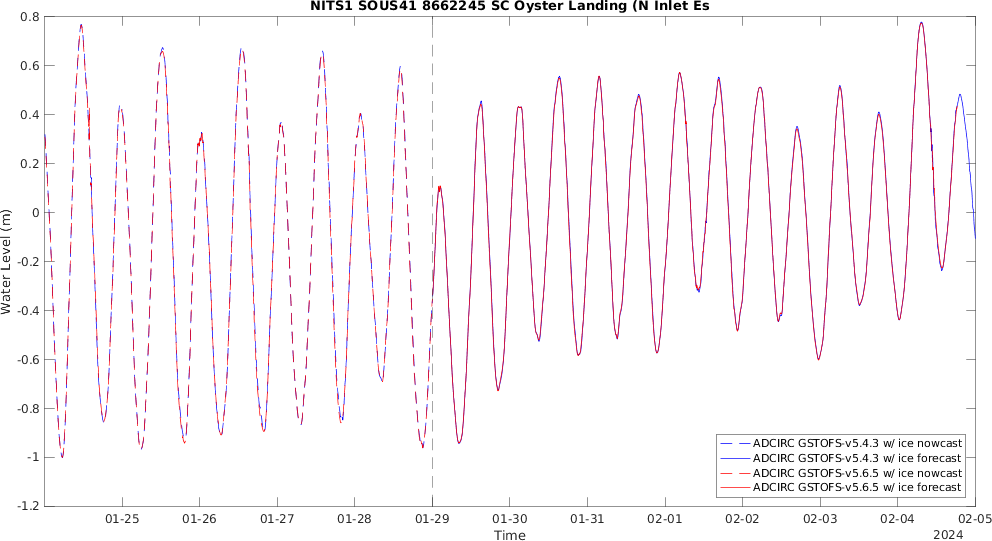 NITS1 SOUS41 8662245 SC Oyster Landing (N Inlet Es
Water Level (m)
0.8
0.6
0.4
0.2
0
-0.2
-0.4
-0.6
-0.8
-1
-1.2
ADCIRC GSTOFS-v5.4.3 w/ ice nowcast
ADCIRC GSTOFS-v5.4.3 w/ ice forecast
ADCIRC GSTOFS-v5.6.5 w/ ice nowcast
ADCIRC GSTOFS-v5.6.5 w/ ice forecast
01-25 01-26 01-27 01-28 01-29 01-30 01-31 02-01 02-02 02-03 02-04 02-05
Time
2024